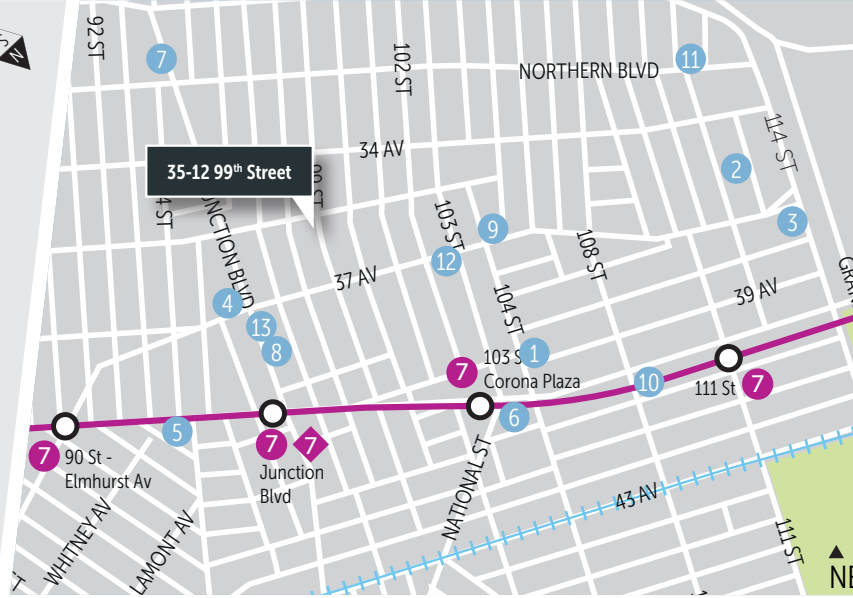 92 ST
N
7
102 ST
NORTHERN BLVD
11
114 ST
34 AV
35-12 99th Street
2
3
103 ST
9
12
108 ST
37 AV
4
13
8
104 ST
39 AV
1
7
103 S
Corona Plaza
10
111 St
7
6
5
7
90 St -
Elmhurst Av
7
7
Junction
Blvd
NATIONAL ST
43 AV
WHITNEY AV
LAMONT AV
111 ST